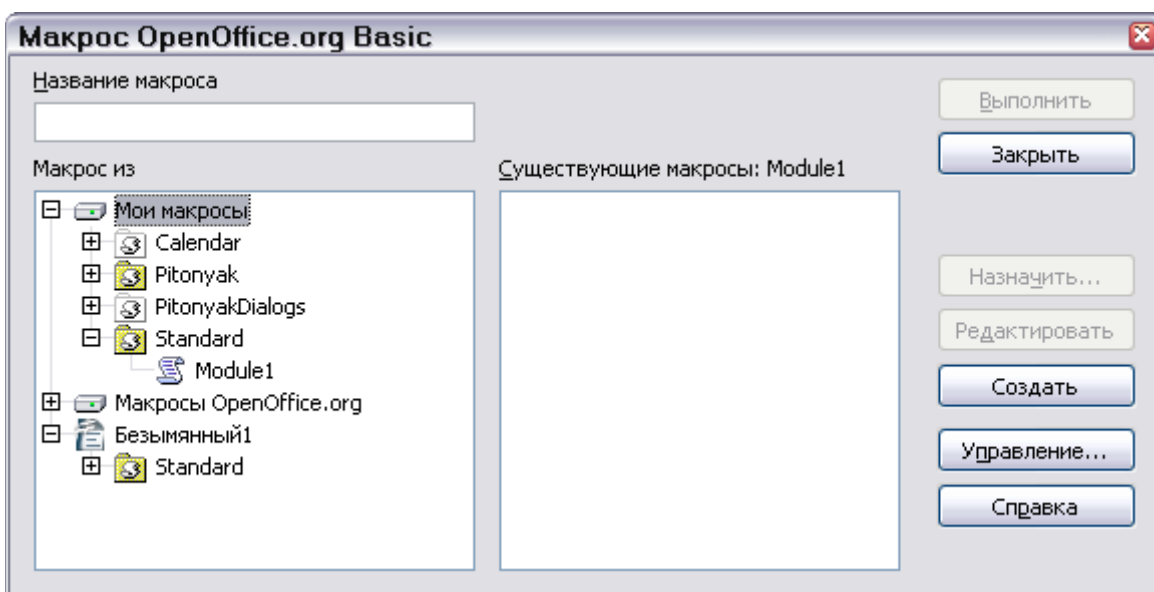 Макрос OpenOffice.org Basic
Название макроса
Выполнить
Закрыть
Макрос из
Существующие макросы: Module1
Мои макросы
Calendar
Pitonyak
PitonyakDialogs
Standard
Module1
Макросы OpenOffice.org
Безымянный1
Standard
Назначить...
Редактировать
Создать
Управление...
Справка